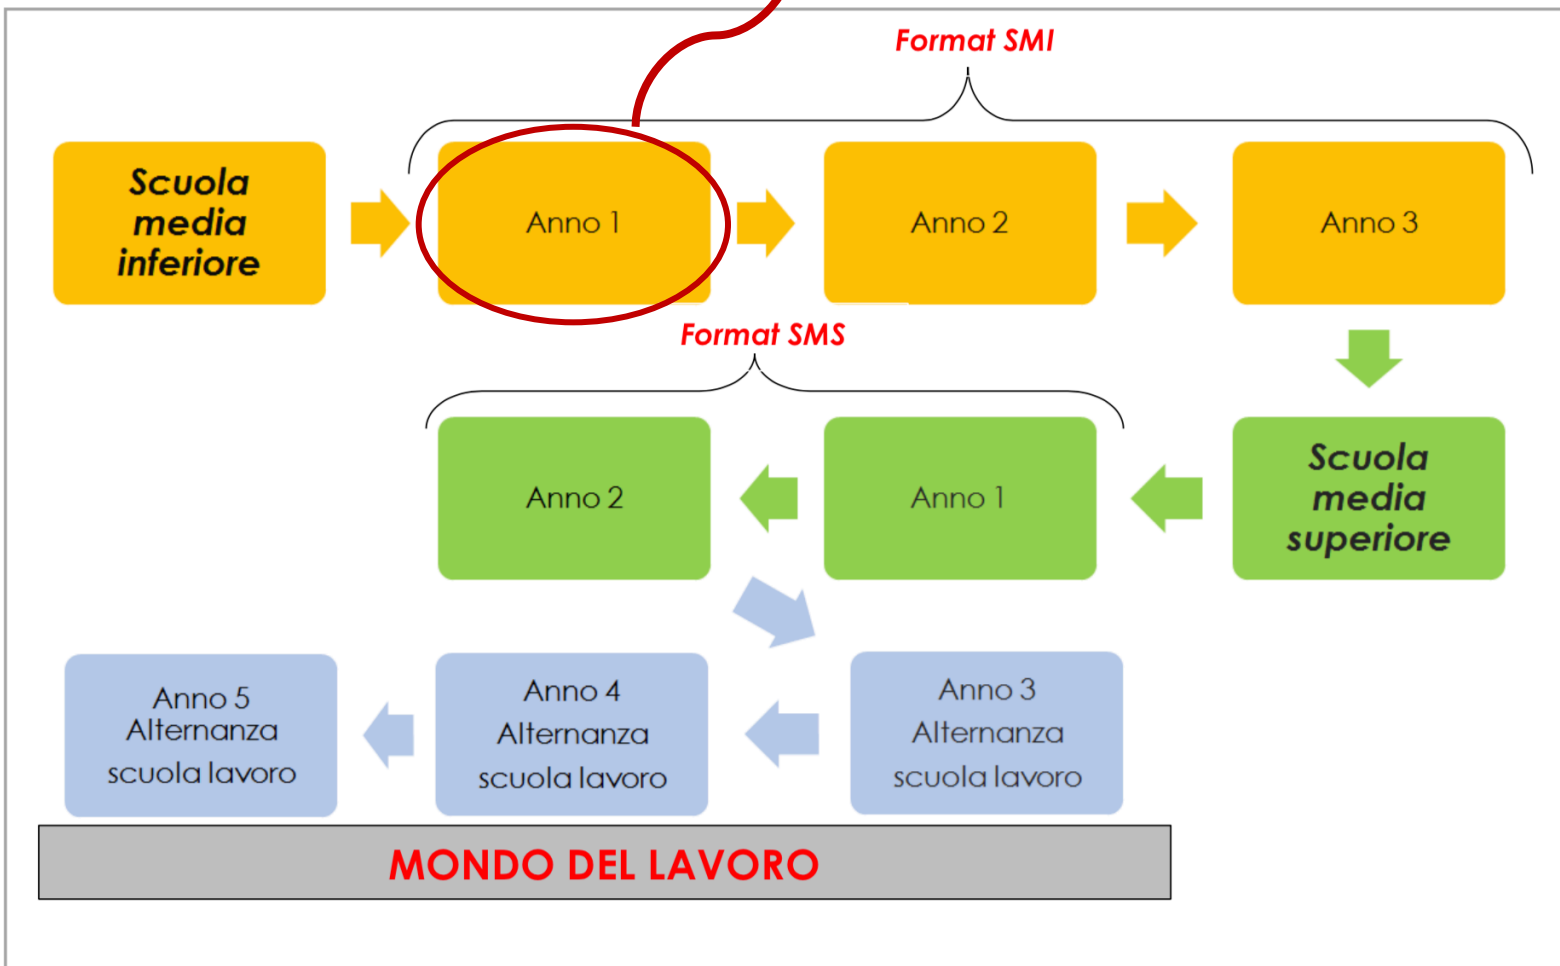 Format SMI
Scuola
media
inferiore
Anno 1
Anno 2
Anno 3
Format SMS
Anno 2
Anno 1
Scuola
media
superiore
Anno 5
Alternanza
scuola lavoro
Anno 4
Alternanza
scuola lavoro
Anno 3
Alternanza
scuola lavoro
MONDO DEL LAVORO